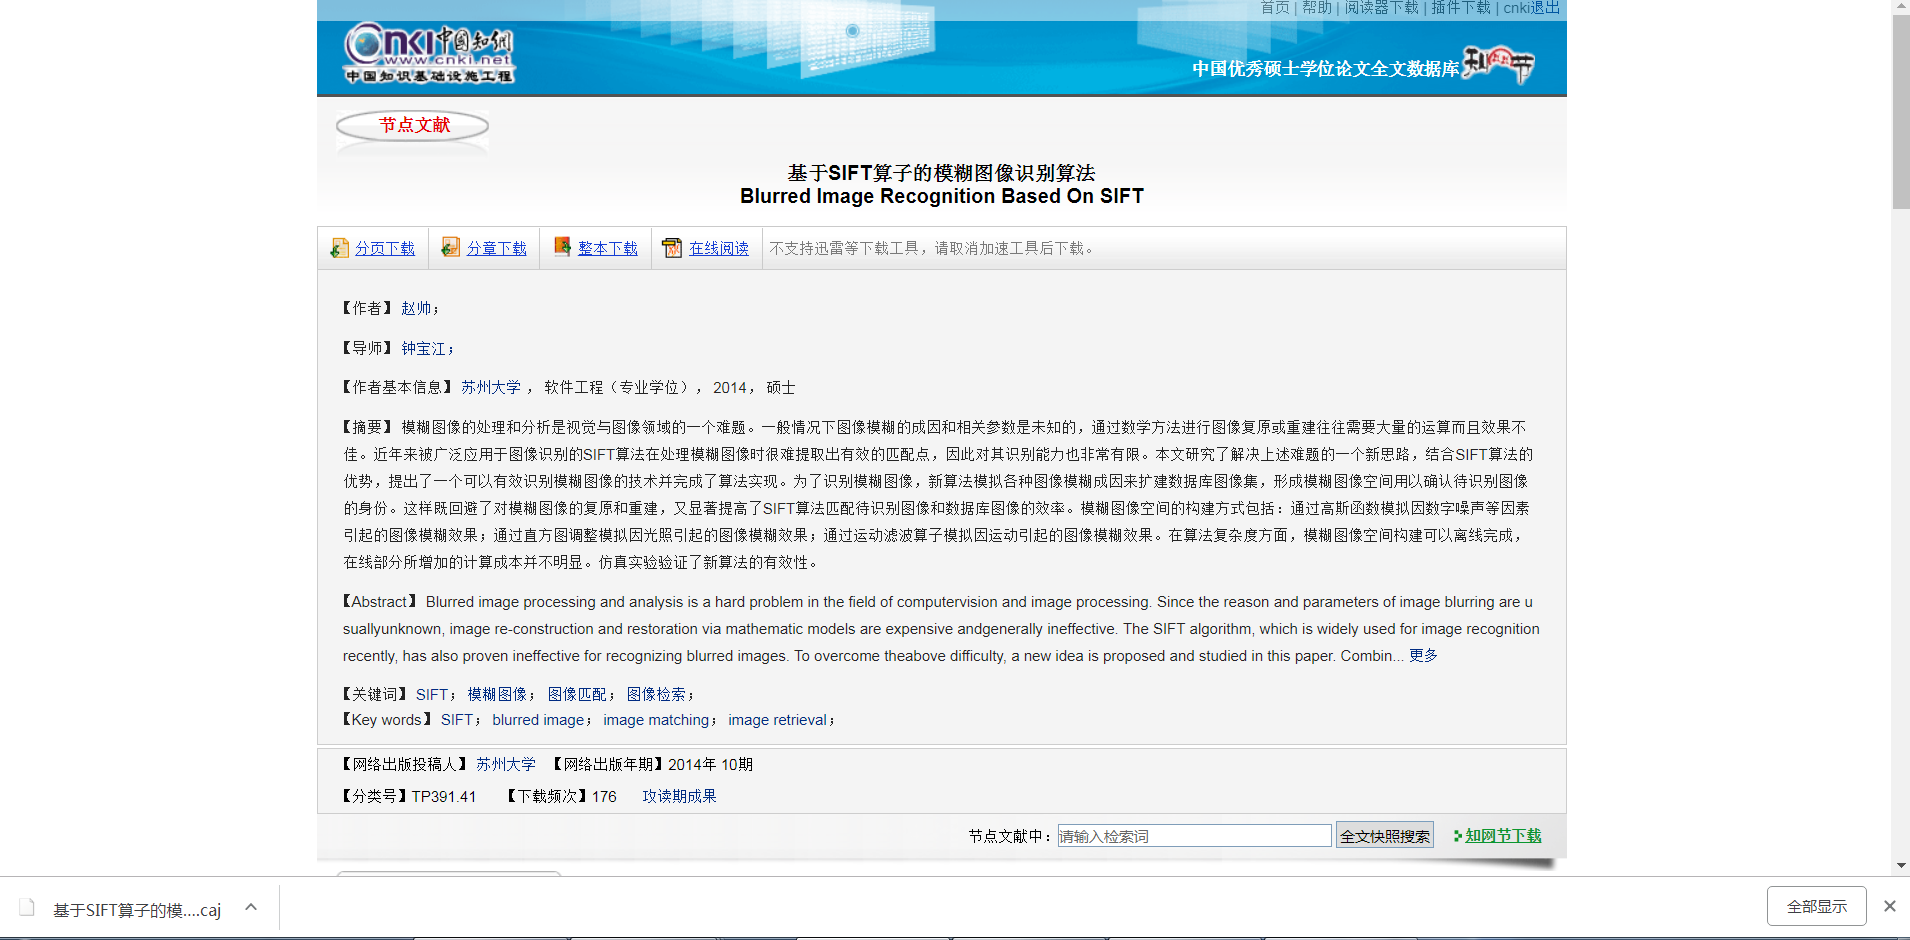 首页 | 帮助 | 阅读器下载 | 插件下载 | cnki退出
cnki中国知网
www.cnki.net
中国知识基础设施工程
中国优秀硕士学位论文全文数据库
知网节
节点文献
基于SIFT算子的模糊图像识别算法
Blurred Image Recognition Based On SIFT
分页下载 分章下载 整本下载 在线阅读 不支持迅雷等下载工具，请取消加速工具后下载。
【作者】 赵帅；
【导师】 钟宝江；
【作者基本信息】 苏州大学 ， 软件工程（专业学位）， 2014， 硕士
【摘要】 模糊图像的处理和分析是视觉与图像领域的一个难题。一般情况下图像模糊的成因和相关参数是未知的，通过数学方法进行图像复原或重建往往需要大量的运算而且效果不
佳。近年来被广泛应用于图像识别的SIFT算法在处理模糊图像时很难提取出有效的匹配点，因此对其识别能力也非常有限。本文研究了解决上述难题的一个新思路，结合SIFT算法的
优势，提出了一个可以有效识别模糊图像的技术并完成了算法实现。为了识别模糊图像，新算法模拟各种图像模糊成因来扩建数据库图像集，形成模糊图像空间用以确认待识别图像
的身份。这样既回避了对模糊图像的复原和重建，又显著提高了SIFT算法匹配待识别图像和数据库图像的效率。模糊图像空间的构建方式包括：通过高斯函数模拟因数字噪声等因素
引起的图像模糊效果；通过直方图调整模拟因光照引起的图像模糊效果；通过运动滤波算子模拟因运动引起的图像模糊效果。在算法复杂度方面，模糊图像空间构建可以离线完成，
在线部分所增加的计算成本并不明显。仿真实验验证了新算法的有效性。
【Abstract】 Blurred image processing and analysis is a hard problem in the field of computervision and image processing. Since the reason and parameters of image blurring are u
suallyunknown, image re-construction and restoration via mathematic models are expensive andgenerally ineffective. The SIFT algorithm, which is widely used for image recognition
recently, has also proven ineffective for recognizing blurred images. To overcome theabove difficulty, a new idea is proposed and studied in this paper. Combin... 更多
【关键词】 SIFT； 模糊图像； 图像匹配； 图像检索；
【Key words】 SIFT； blurred image； image matching； image retrieval；
【网络出版投稿人】 苏州大学 【网络出版年期】2014年 10期
【分类号】TP391.41 【下载频次】176 攻读期成果
节点文献中： 请输入检索词 全文快照搜索 知网节下载
基于SIFT算子的模....caj 全部显示